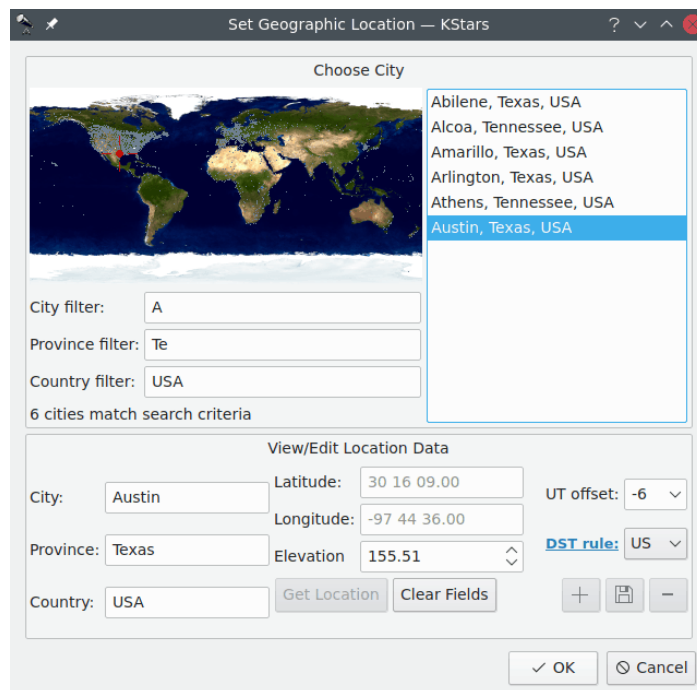 Set Geographic Location — KStars
Choose City
Abilene, Texas, USA
Alcoa, Tennessee, USA
Amarillo, Texas, USA
Arlington, Texas, USA
Athens, Tennessee, USA
Austin, Texas, USA
City filter: A
Province filter: Te
Country filter: USA
6 cities match search criteria
View/Edit Location Data
City: Austin
Province: Texas
Country: USA
Latitude: 30 16 09.00
Longitude: -97 44 36.00
Elevation 155.51
Get Location Clear Fields
UT offset: -6
DST rule: US
OK Cancel